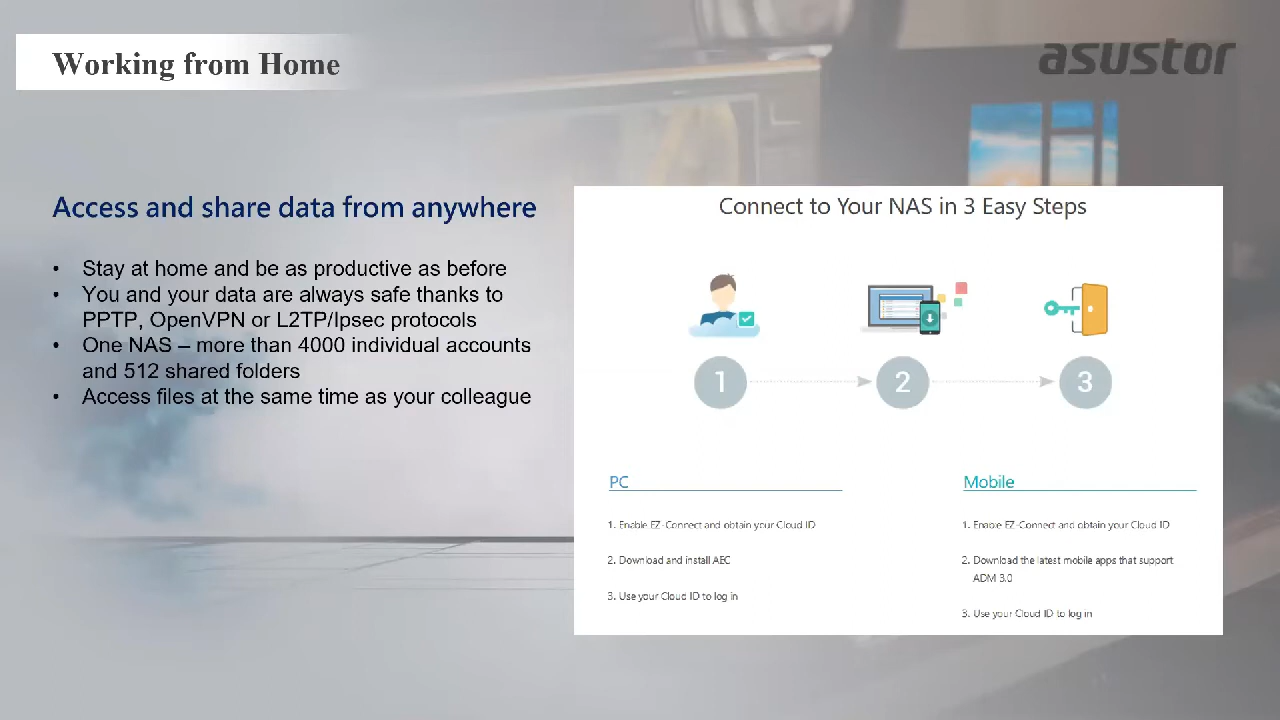 Working from Home
asustor
Access and share data from anywhere
• Stay at home and be as productive as before
• You and your data are always safe thanks to
PPTP, OpenVPN or L2TP/Ipsec protocols
• One NAS – more than 4000 individual accounts
and 512 shared folders
• Access files at the same time as your colleague
Connect to Your NAS in 3 Easy Steps
1 2 3
PC
1. Enable EZ-Connect and obtain your Cloud ID
2. Download and install AEC
3. Use your Cloud ID to log in
Mobile
1. Enable EZ-Connect and obtain your Cloud ID
2. Download the latest mobile apps that support
ADM 3.0
3. Use your Cloud ID to log in